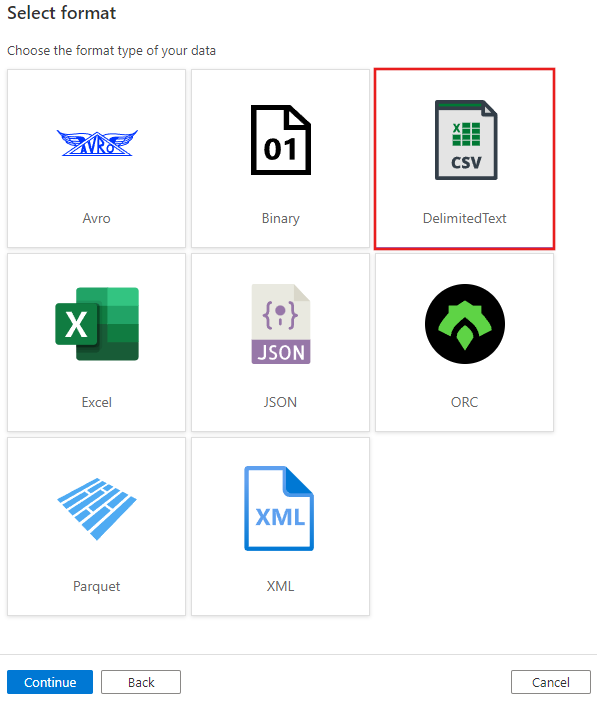 Select format
Choose the format type of your data
AVRO
01
X
CSV
Avro
Binary
DelimitedText
X
{ }
JSON
Excel
JSON
ORC
XML
Parquet
XML
Continue
Back
Cancel